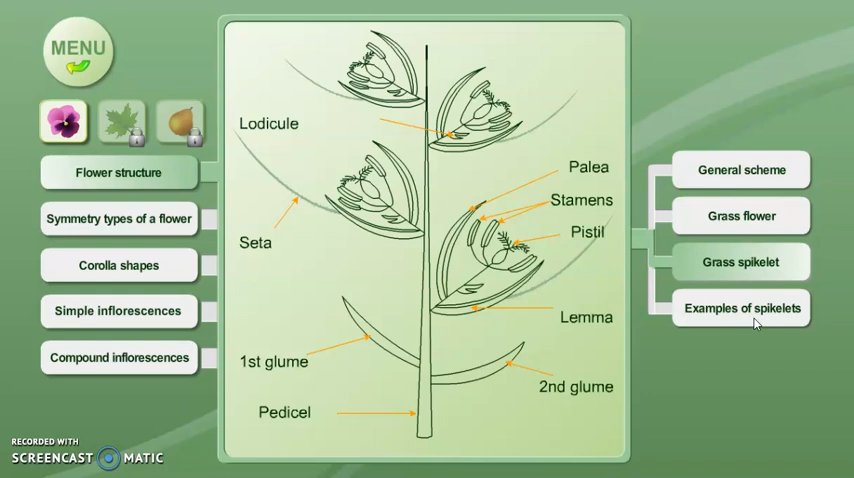 MENU
Flower structure
Symmetry types of a flower
Corolla shapes
Simple inflorescences
Compound inflorescences
Lodicule
Seta
1st glume
Pedicel
Palea
Stamens
Pistil
Lemma
2nd glume
General scheme
Grass flower
Grass spikelet
Examples of spikelets
RECORDED WITH
SCREENCAST MATIC